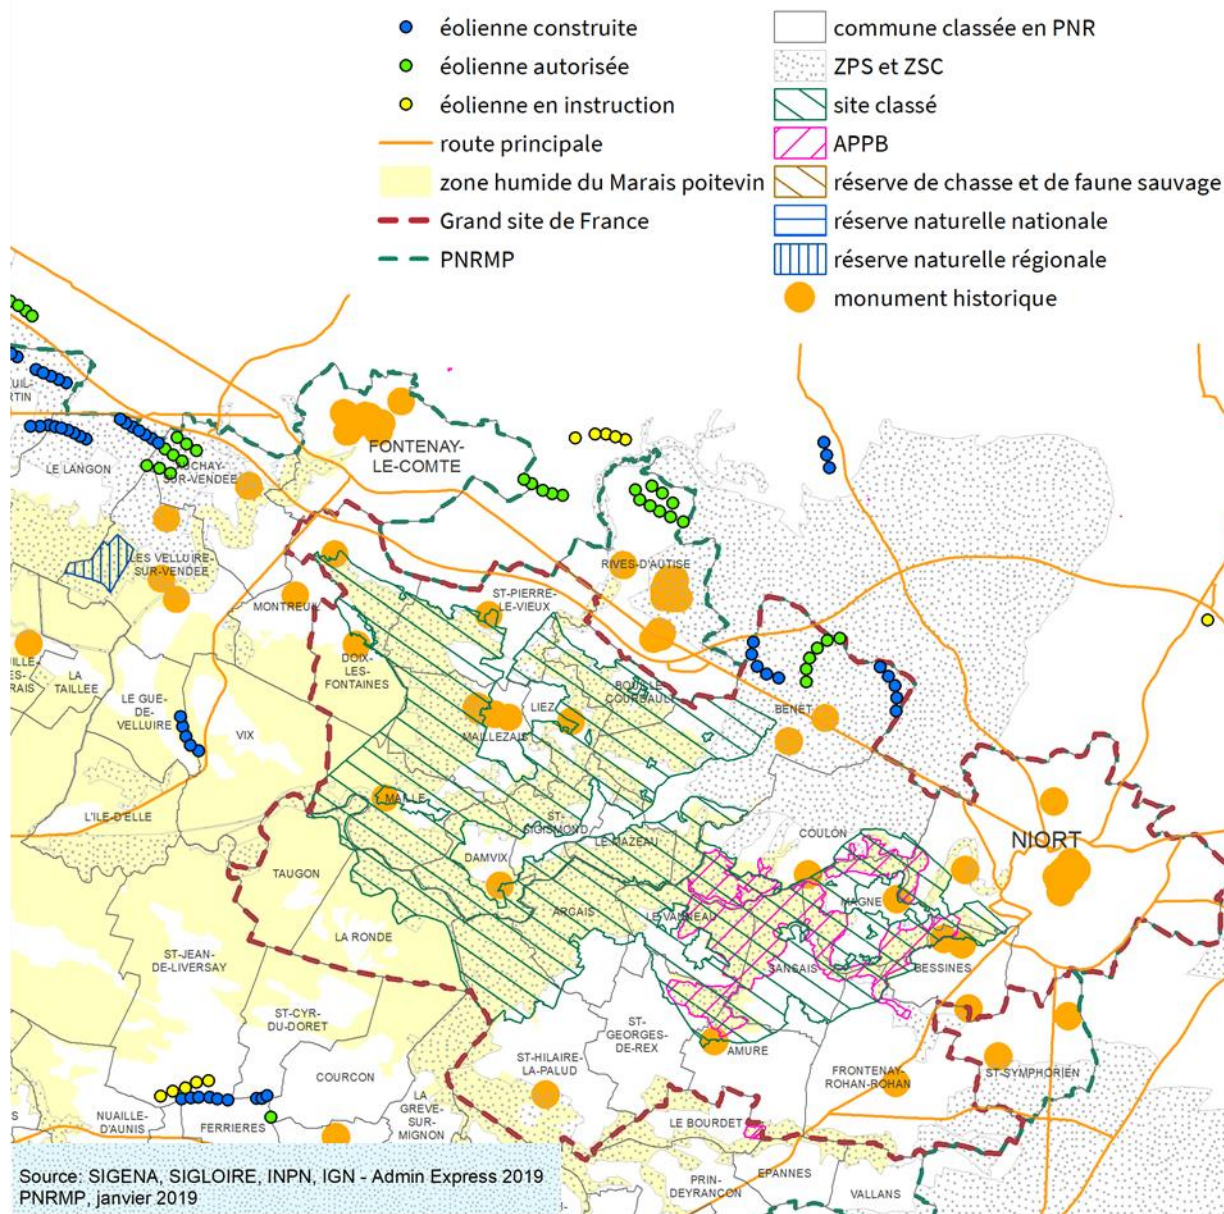 éolienne construite
éolienne autorisée
éolienne en instruction
route principale
zone humide du Marais poitevin
Grand site de France
PNRMP
commune classée en PNR
ZPS et ZSC
site classé
APPB
réserve de chasse et de faune sauvage
réserve naturelle nationale
réserve naturelle régionale
monument historique
FONTENAY-
LE-COMTE
LE LANGON
SUR-VENDEE
LES VELLUIRE-
SUR-VENDEE
RIVES-D'AUTISE
ST-PIERRE-
LE-VIEUX
MONTREUIL
DOIX-
LES-
FONTAINES
LA
TAILLEE
LE GUE-
DE-
VELLUIRE
VIX
BOUILLE
COURDAULT
LIEZ
MAILLEZAIS
BENET
L'ILE-D'ELLE
MAILLE
ST-
SIGISMOND
LE MAZEAU
COULON
NIORT
DAMVIX
TAUGON
ARCAIS
LE VANNEAU
MAGNE
LA RONDE
ST-JEAN-
DE-LIVERSAY
SANSAIS
BESSINES
ST-CYR-
DU-DORET
ST-
GEORGES-
DE-REX
ST-HILAIRE-
LA-PALUD
AMURE
FRONTENAY-
ROHAN-ROHAN
ST-SYMPHORIEN
COURCON
LA
GREVE-
SUR-
MIGNON
NUAILLE-
D'AUNIS
FERRIERES
LE BOURDET
PRIN-
DEYRANCON
EPANNES
VALLANS
Source: SIGENA, SIGLOIRE, INPN, IGN - Admin Express 2019
PNRMP, janvier 2019